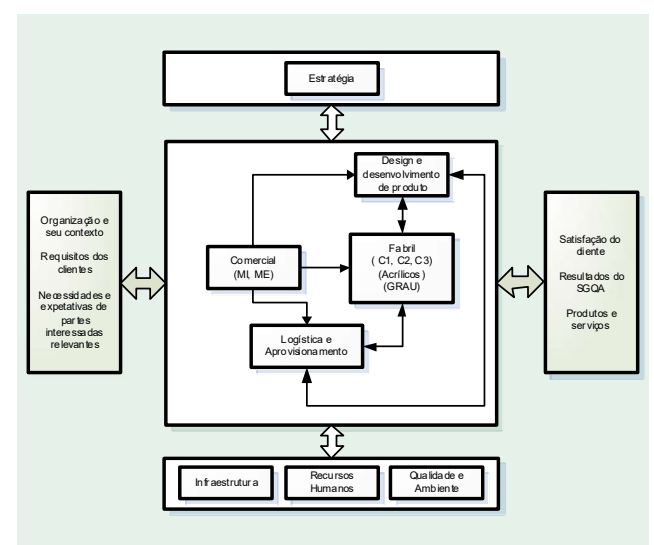 Estratégia
Design e
desenvolvimento
de produto
Organização e
seu contexto
Requisitos dos
clientes
Necessidades e
expetativas de
partes
interessadas
relevantes
Comercial
(MI, ME)
Fabril
( C1, C2, C3)
(Acrílicos)
(GRAU)
Logística e
Aprovisionamento
Satisfação do
cliente
Resultados do
SGQA
Produtos e
serviços
Infraestrutura
Recursos
Humanos
Qualidade e
Ambiente